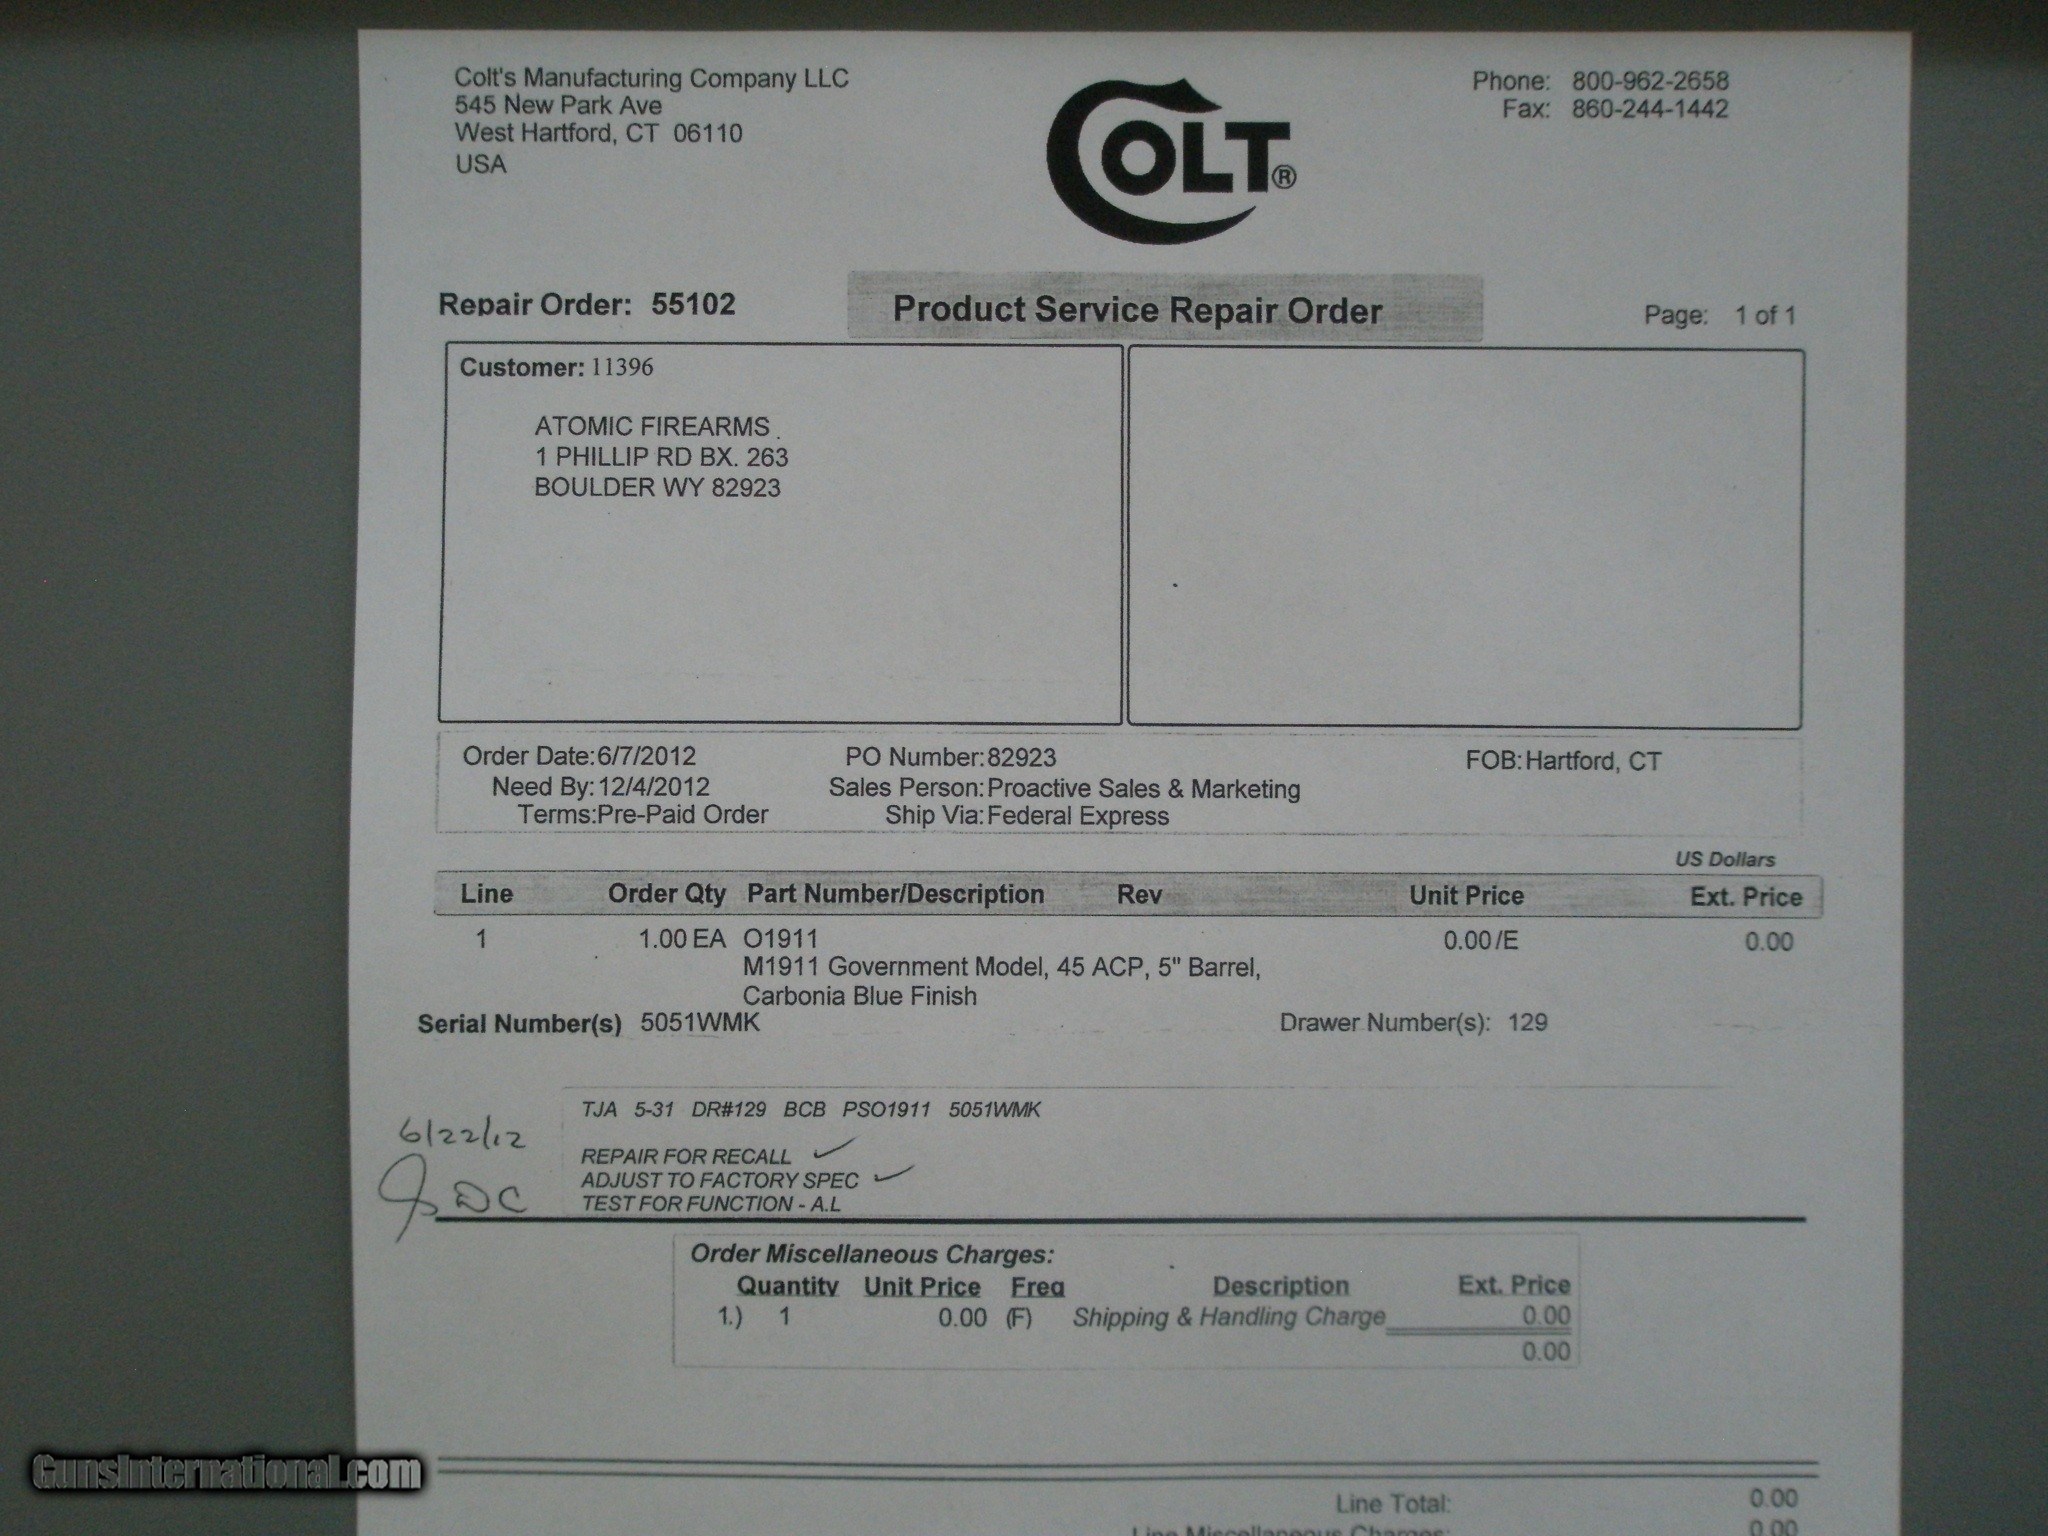 Colt's Manufacturing Company LLC
545 New Park Ave
West Hartford, CT 06110
USA
COLT®
Phone: 800-962-2658
Fax: 860-244-1442
Repair Order: 55102
Product Service Repair Order
Page: 1 of 1
Customer: 11396
ATOMIC FIREARMS
1 PHILLIP RD BX. 263
BOULDER WY 82923
Order Date: 6/7/2012 PO Number: 82923 FOB: Hartford, CT
Need By: 12/4/2012 Sales Person: Proactive Sales & Marketing
Terms: Pre-Paid Order Ship Via: Federal Express
US Dollars
Line Order Qty Part Number/Description Rev Unit Price Ext. Price
1 1.00 EA O1911 0.00 /E 0.00
M1911 Government Model, 45 ACP, 5" Barrel,
Carbonia Blue Finish
Serial Number(s) 5051WMK Drawer Number(s): 129
TJA 5-31 DR#129 BCB PSO1911 5051WMK
6/22/12
REPAIR FOR RECALL ✓
ADJUST TO FACTORY SPEC ✓
DC
TEST FOR FUNCTION - A.L
Order Miscellaneous Charges:
Quantity Unit Price Freq Description Ext. Price
1.) 1 0.00 (F) Shipping & Handling Charge 0.00
0.00
Line Total: 0.00
Line Miscellaneous Charges: 0.00
GunsInternational.com